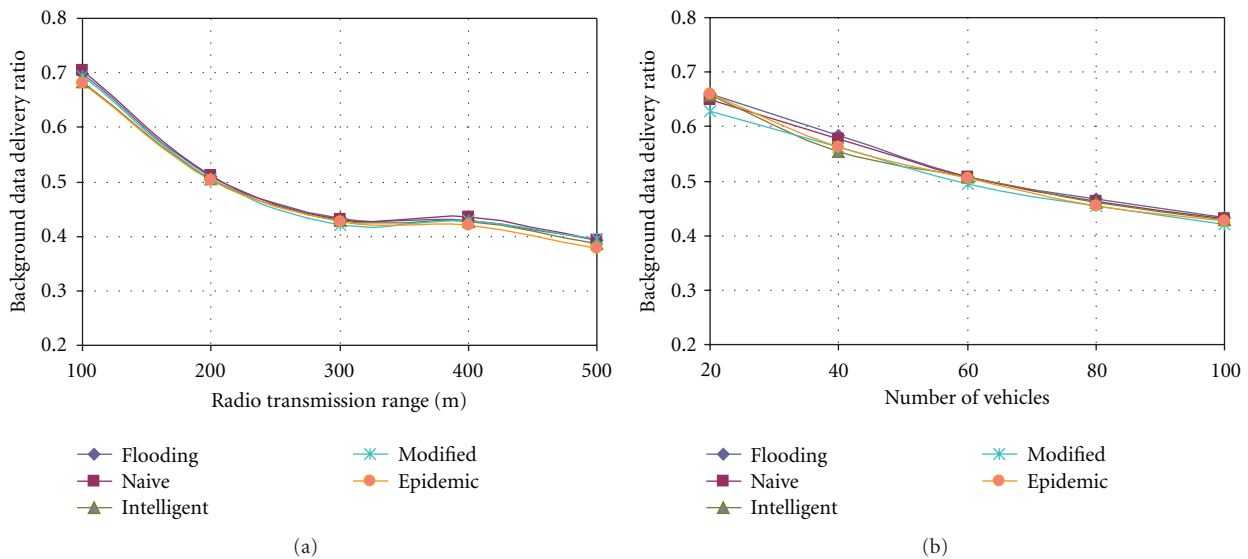 0.8
0.7
0.6
0.5
0.4
0.3
0.2
Background data delivery ratio
100 200 300 400 500
Radio transmission range (m)
Flooding
Naive
Intelligent
Modified
Epidemic
(a)
0.8
0.7
0.6
0.5
0.4
0.3
0.2
Background data delivery ratio
20 40 60 80 100
Number of vehicles
Flooding
Naive
Intelligent
Modified
Epidemic
(b)